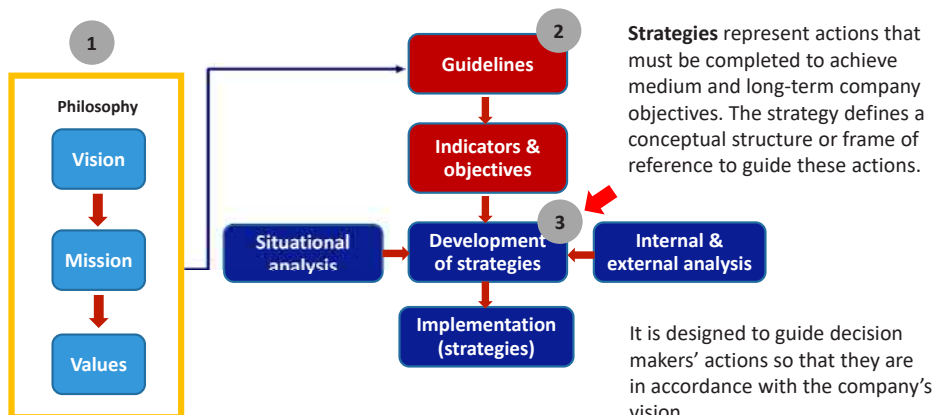 1
Philosophy
Vision
Mission
Values
2
Guidelines
Indicators &
objectives
3
Situational
analysis
Development
of strategies
Internal &
external analysis
Implementation
(strategies)
Strategies represent actions that
must be completed to achieve
medium and long-term company
objectives. The strategy defines a
conceptual structure or frame of
reference to guide these actions.
It is designed to guide decision
makers’ actions so that they are
in accordance with the company’s
vision